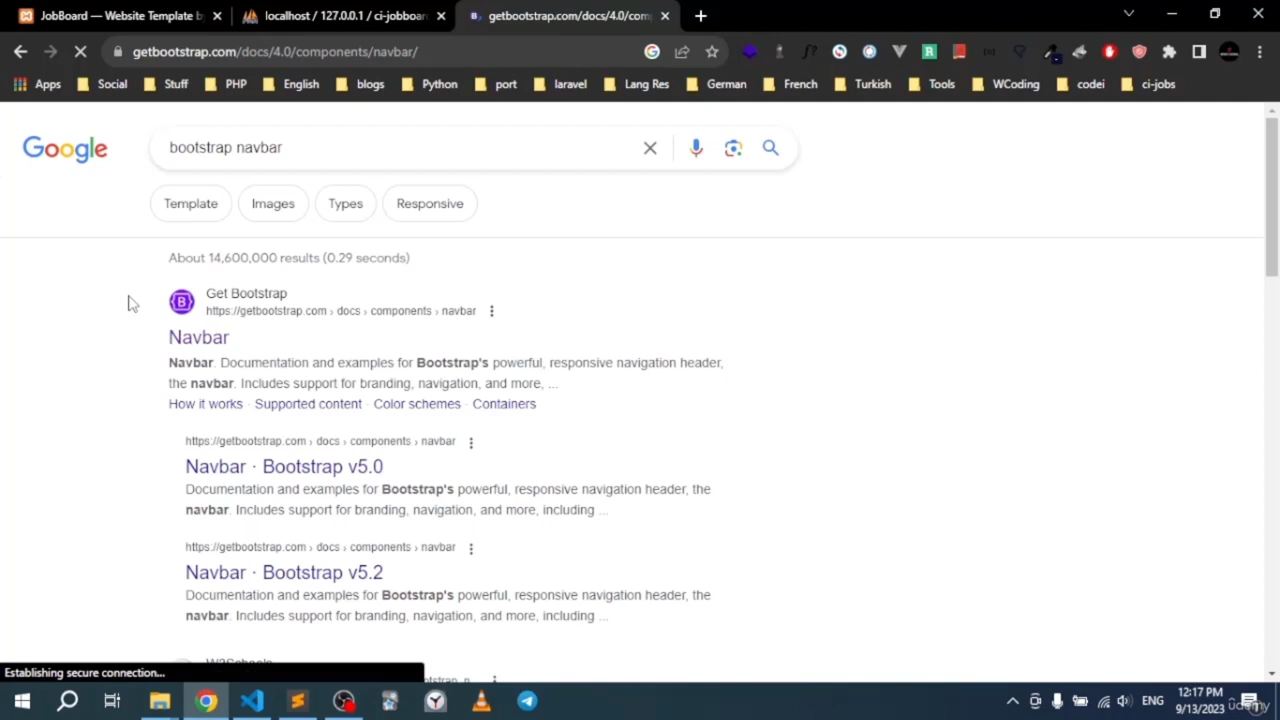 JobBoard — Website Template by
localhost / 127.0.0.1 / ci-jobboard
getbootstrap.com/docs/4.0/com
getbootstrap.com/docs/4.0/components/navbar/
Apps
Social
Stuff
PHP
English
blogs
Python
port
laravel
Lang Res
German
French
Turkish
Tools
WCoding
codei
ci-jobs
Google
bootstrap navbar
Template
Images
Types
Responsive
About 14,600,000 results (0.29 seconds)
Get Bootstrap
https://getbootstrap.com › docs › components › navbar
Navbar
Navbar. Documentation and examples for Bootstrap's powerful, responsive navigation header,
the navbar. Includes support for branding, navigation, and more, ...
How it works · Supported content · Color schemes · Containers
https://getbootstrap.com › docs › components › navbar
Navbar · Bootstrap v5.0
Documentation and examples for Bootstrap's powerful, responsive navigation header, the
navbar. Includes support for branding, navigation, and more, including ...
https://getbootstrap.com › docs › components › navbar
Navbar · Bootstrap v5.2
Documentation and examples for Bootstrap's powerful, responsive navigation header, the
navbar. Includes support for branding, navigation, and more, including ...
W3Schools
Establishing secure connection...
ENG
12:17 PM
9/13/2023
udemy